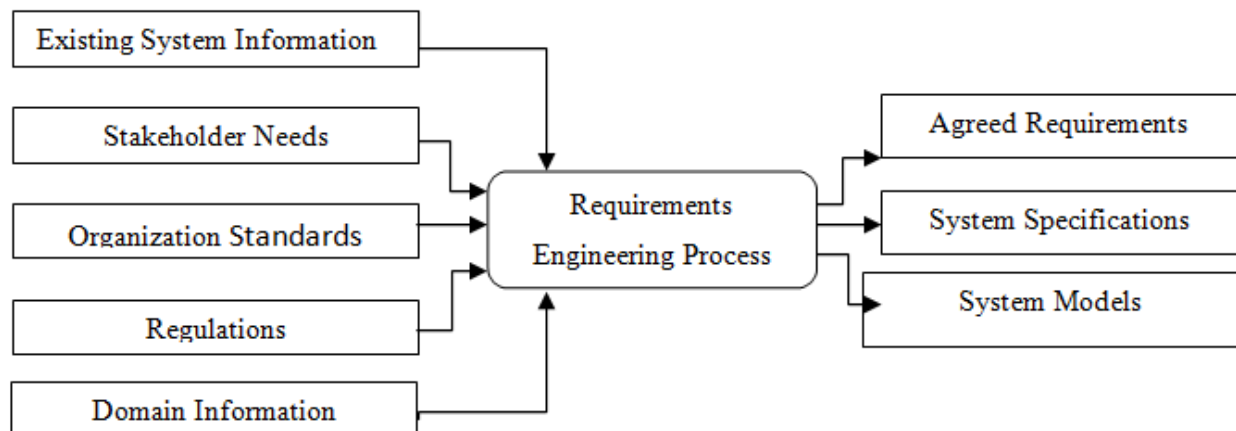 Existing System Information
Stakeholder Needs
Organization Standards
Regulations
Domain Information
Requirements
Engineering Process
Agreed Requirements
System Specifications
System Models